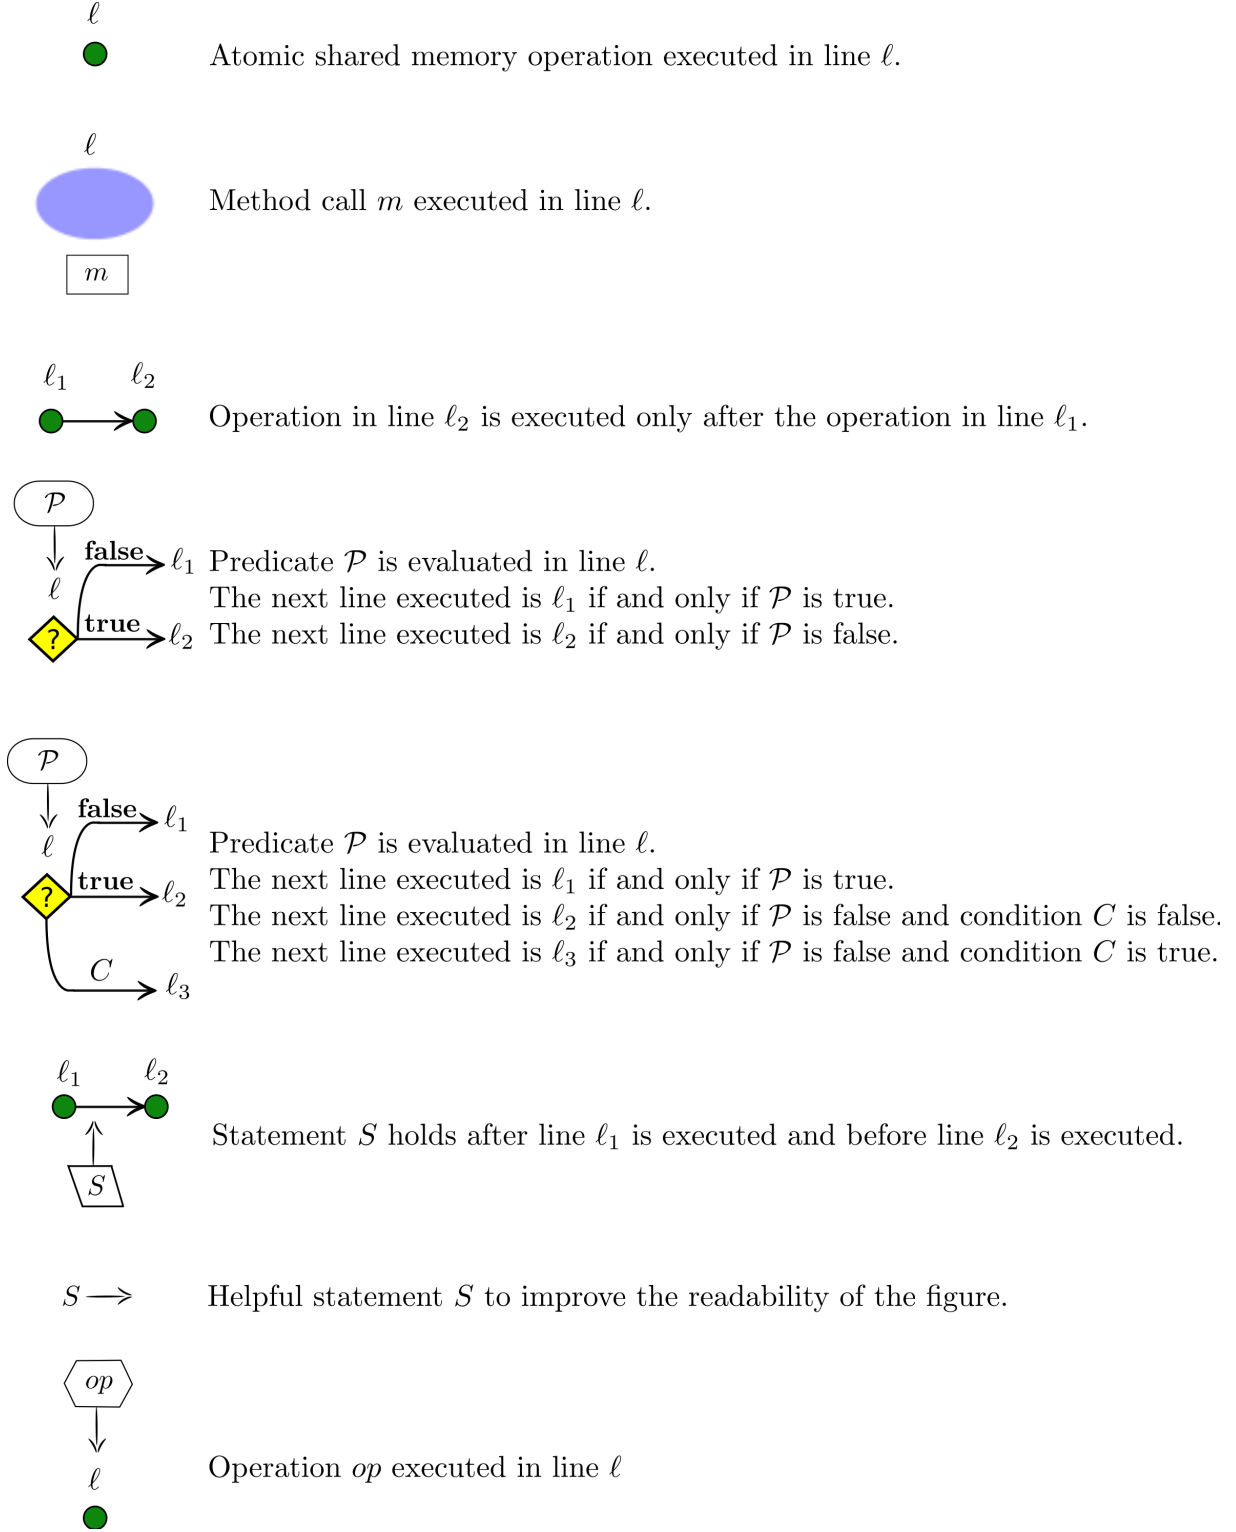 ℓ
Atomic shared memory operation executed in line ℓ.
ℓ
Method call m executed in line ℓ.
m
ℓ₁ ℓ₂
Operation in line ℓ₂ is executed only after the operation in line ℓ₁.
𝒫
false ℓ₁ Predicate 𝒫 is evaluated in line ℓ.
ℓ The next line executed is ℓ₁ if and only if 𝒫 is true.
? true ℓ₂ The next line executed is ℓ₂ if and only if 𝒫 is false.
𝒫
false ℓ₁
ℓ Predicate 𝒫 is evaluated in line ℓ.
? true ℓ₂ The next line executed is ℓ₁ if and only if 𝒫 is true.
The next line executed is ℓ₂ if and only if 𝒫 is false and condition C is false.
The next line executed is ℓ₃ if and only if 𝒫 is false and condition C is true.
C ℓ₃
ℓ₁ ℓ₂
Statement S holds after line ℓ₁ is executed and before line ℓ₂ is executed.
S
S Helpful statement S to improve the readability of the figure.
op
Operation op executed in line ℓ
ℓ